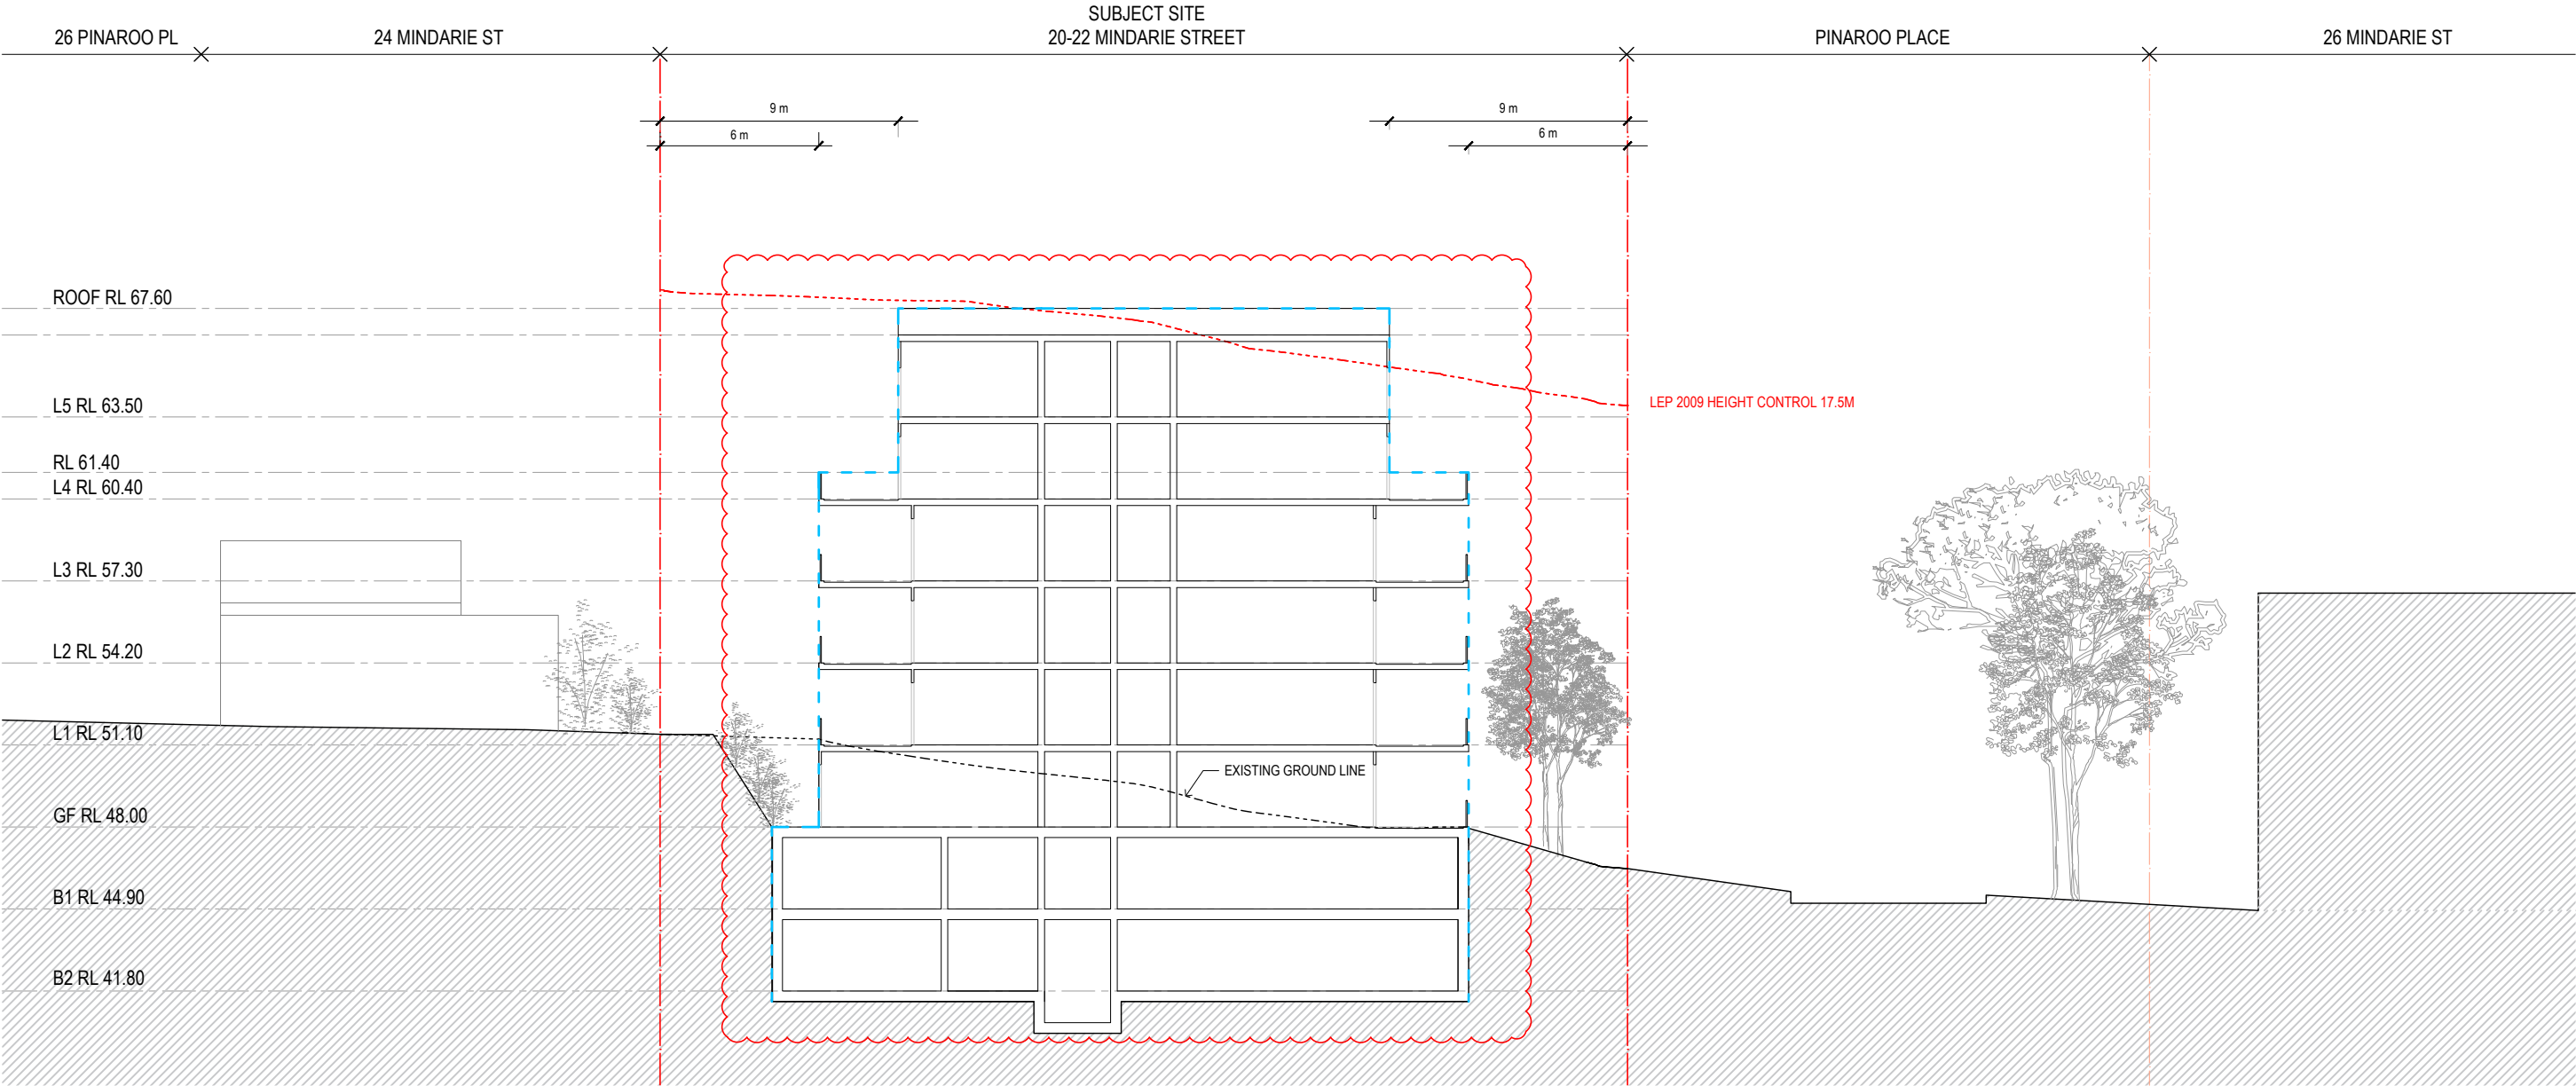 SUBJECT SITE
26 PINAROO PL
24 MINDARIE ST
20-22 MINDARIE STREET
PINAROO PLACE
26 MINDARIE ST
9 m
9 m
6 m
6 m
ROOF RL 67.60
L5 RL 63.50
LEP 2009 HEIGHT CONTROL 17.5M
RL 61.40
L4 RL 60.40
L3 RL 57.30
L2 RL 54.20
L1 RL 51.10
EXISTING GROUND LINE
GF RL 48.00
B1 RL 44.90
B2 RL 41.80